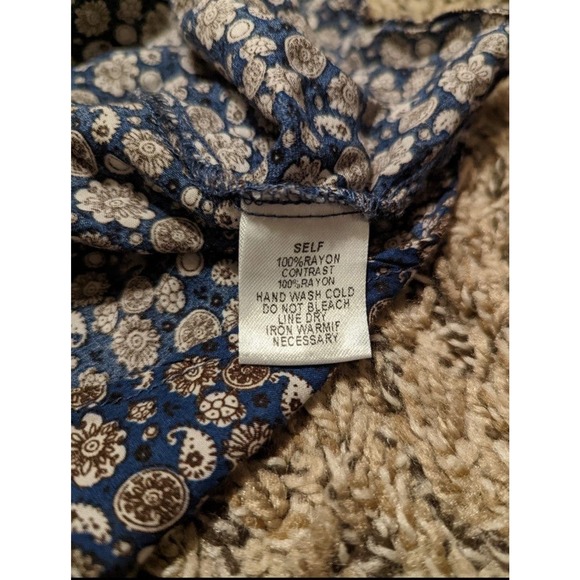 SELF
100%RAYON
CONTRAST
100%RAYON
HAND WASH COLD
DO NOT BLEACH
LINE DRY
IRON WARMIF
NECESSARY